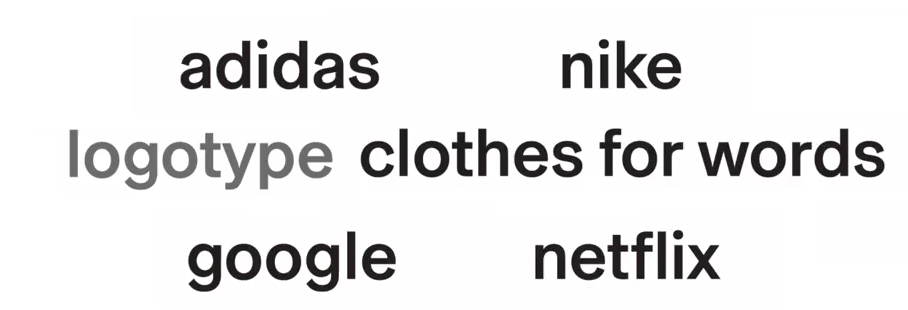 adidas nike
logotype clothes for words
google netflix